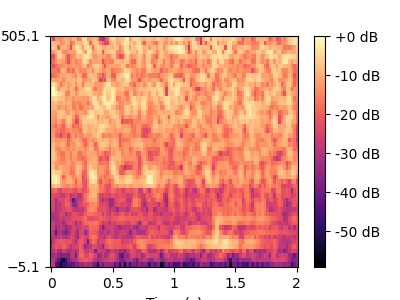 Mel Spectrogram
505.1
+0 dB
-10 dB
-20 dB
-30 dB
-40 dB
-50 dB
−5.1
0 0.5 1 1.5 2